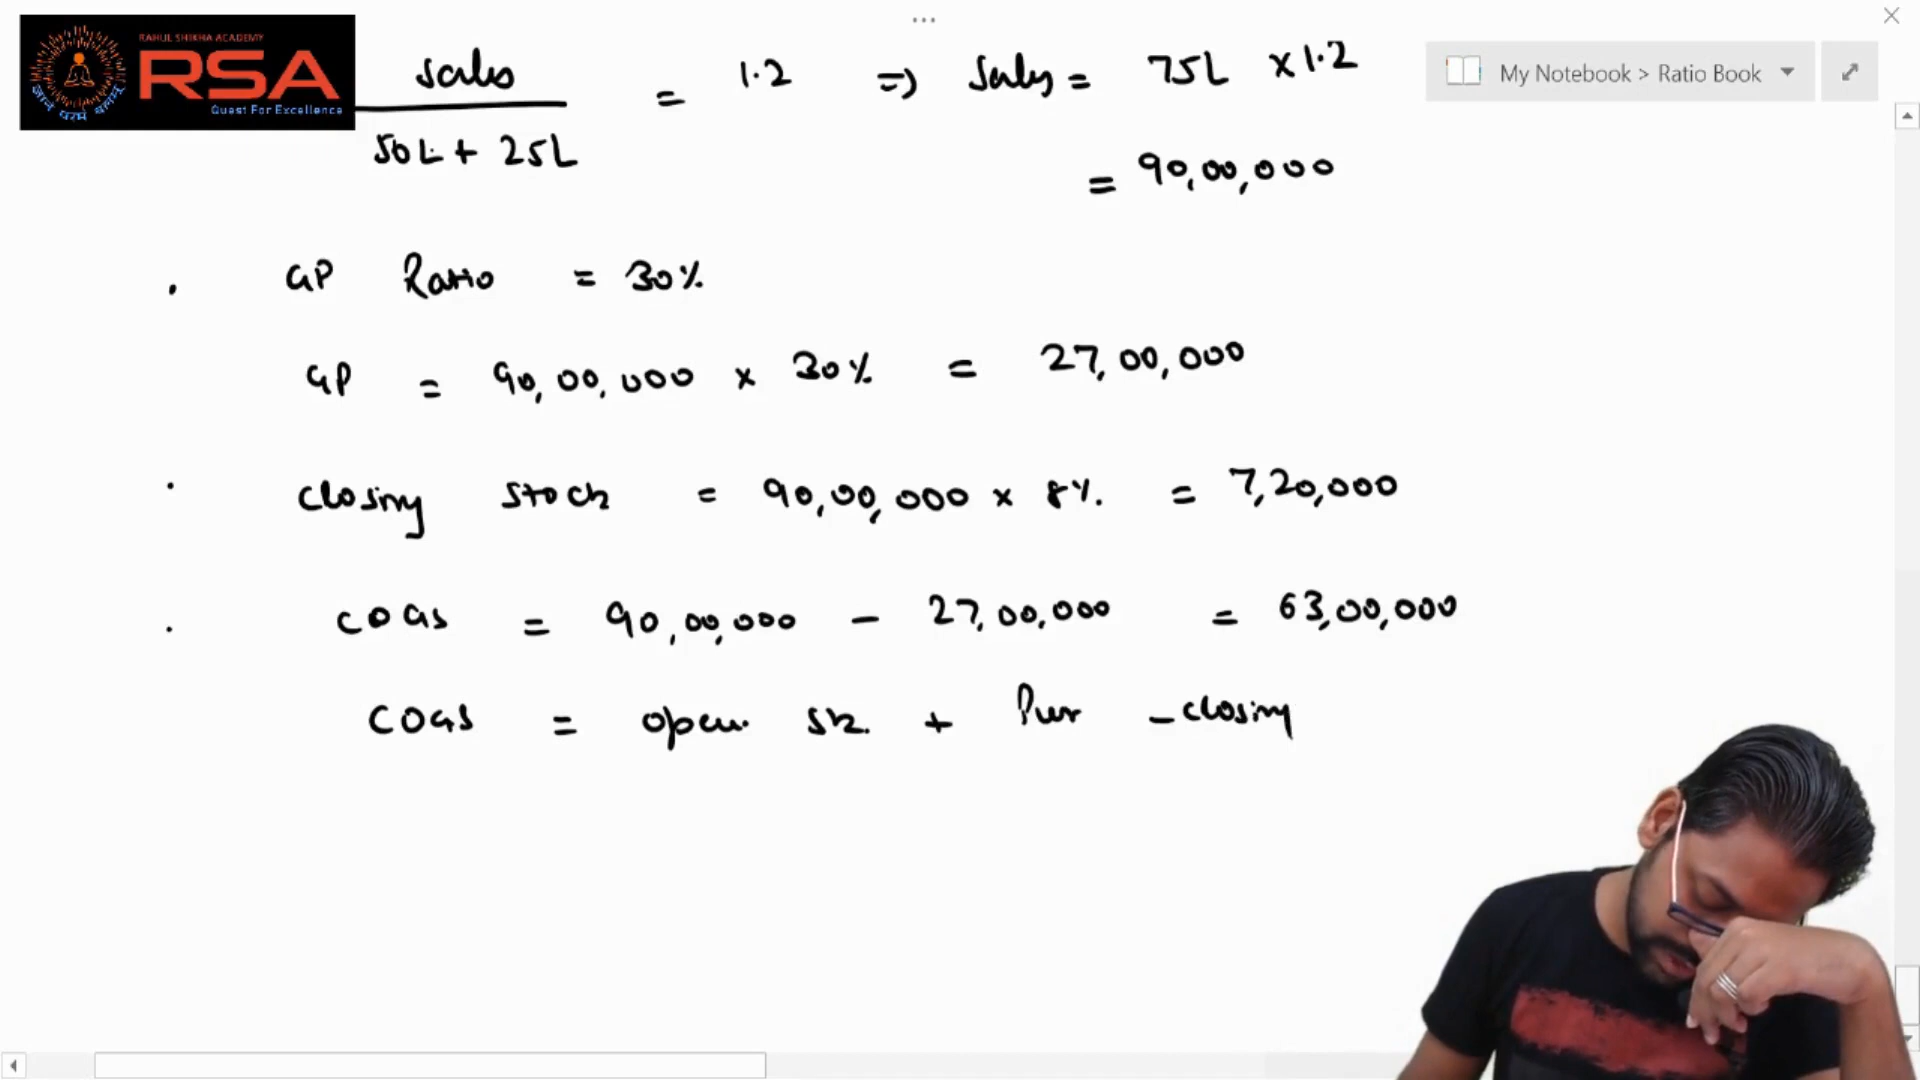 RAHUL SHIKHA ACADEMY
RSA
Quest For Excellence
My Notebook > Ratio Book
Sales / 50L + 25L = 1.2 => Sales = 75L x 1.2
= 90,00,000
. GP Ratio = 30%
GP = 90,00,000 x 30% = 27,00,000
. Closing Stock = 90,00,000 x 8% = 7,20,000
. COGS = 90,00,000 - 27,00,000 = 63,00,000
COGS = open. + Pur - closing